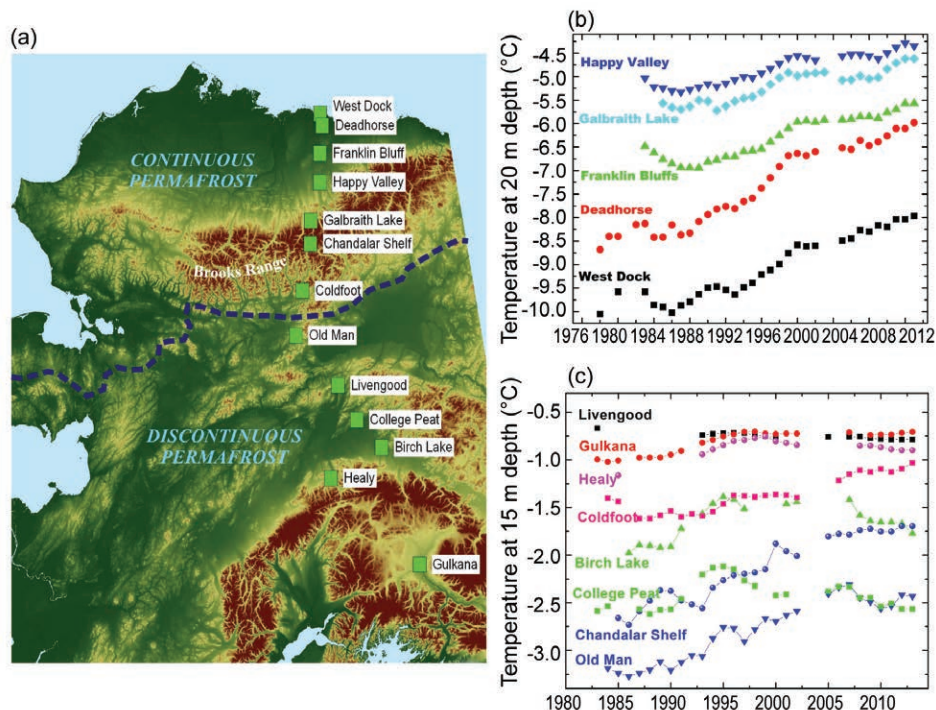 (a)
West Dock
Deadhorse
CONTINUOUS
PERMAFROST
Franklin Bluff
Happy Valley
Galbraith Lake
Chandalar Shelf
Brooks Range
Coldfoot
Old Man
Livengood
College Peat
DISCONTINUOUS
PERMAFROST
Birch Lake
Healy
Gulkana
(b)
Temperature at 20 m depth (°C)
-4.5
-5.0
-5.5
-6.0
-6.5
-7.0
-7.5
-8.0
-8.5
-9.0
-9.5
-10.0
Happy Valley
Galbraith Lake
Franklin Bluffs
Deadhorse
West Dock
1976 1980 1984 1988 1992 1996 2000 2004 2008 2012
(c)
Temperature at 15 m depth (°C)
-0.5
-1.0
-1.5
-2.0
-2.5
-3.0
Livengood
Gulkana
Healy
Coldfoot
Birch Lake
College Peat
Chandalar Shelf
Old Man
1980 1985 1990 1995 2000 2005 2010